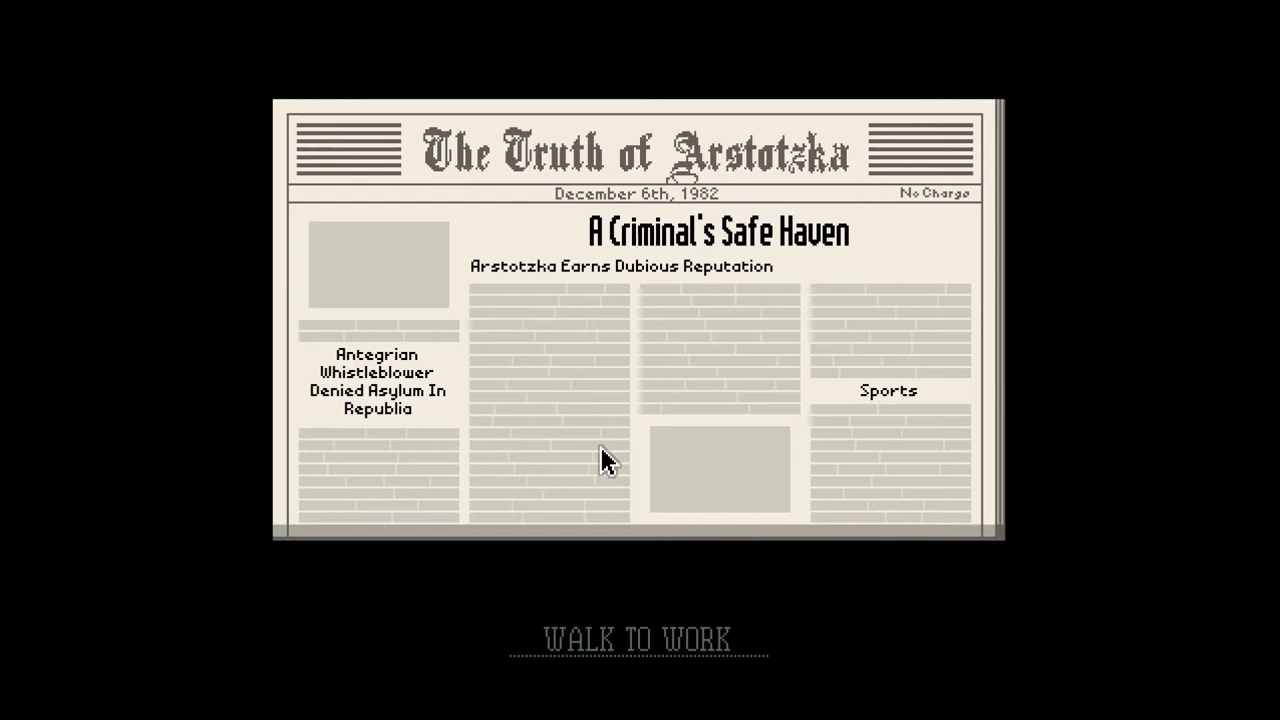 The Truth of Arstotzka
December 6th, 1982
No Charge
A Criminal's Safe Haven
Arstotzka Earns Dubious Reputation
Antegrian
Whistleblower
Denied Asylum In
Republia
Sports
WALK TO WORK